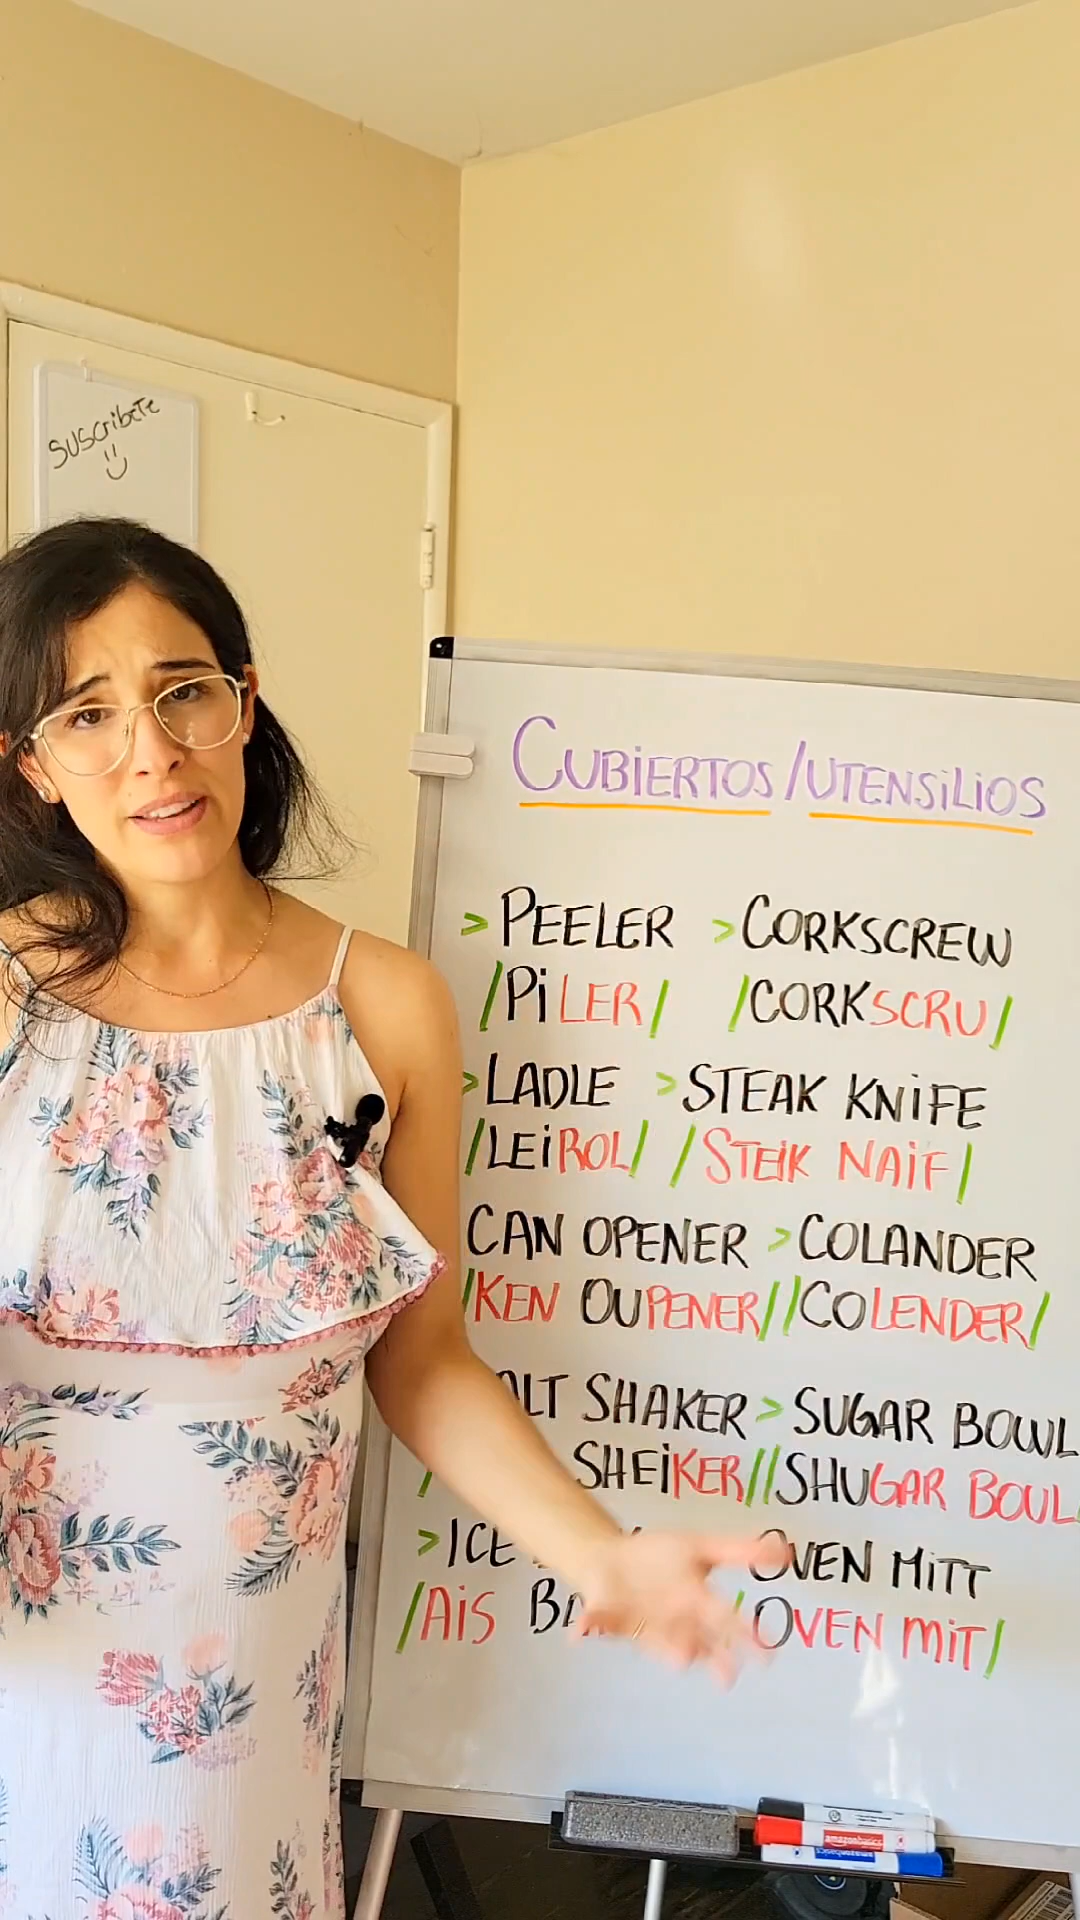 SUSCRIBETE
CUBIERTOS/UTENSILIOS
> PEELER > CORKSCREW
/PILER/ /CORKSCRU/
> LADLE > STEAK KNIFE
/LEIROL/ /STEIK NAIF/
CAN OPENER > COLANDER
/KEN OUPENER//COLENDER/
SHAKER > SUGAR BOWL
/ SHEIKER//SHUGAR BOUL
> ICE OVEN MITT
/AIS /OVEN MIT/
amazonbasics
amazonbasics